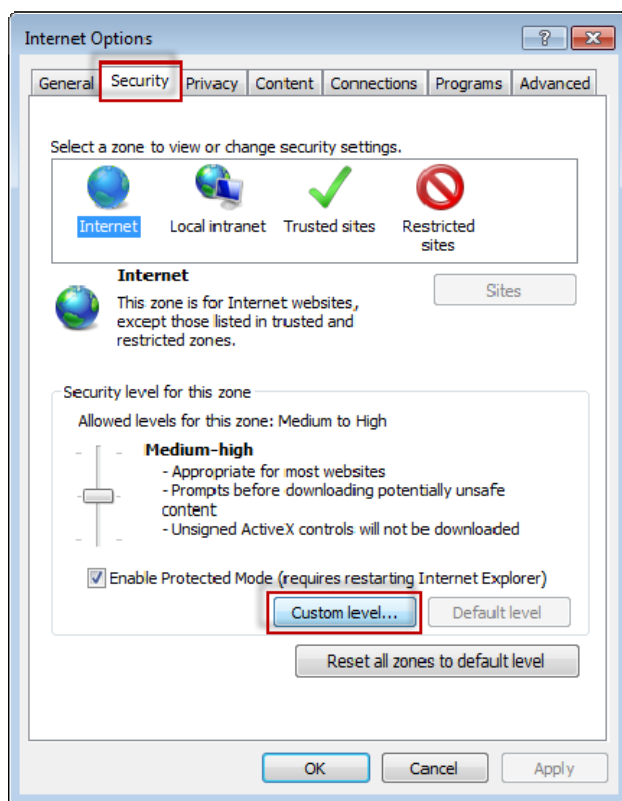 Internet Options
General Security Privacy Content Connections Programs Advanced
Select a zone to view or change security settings.
Internet Local intranet Trusted sites Restricted
sites
Internet
Sites
This zone is for Internet websites,
except those listed in trusted and
restricted zones.
Security level for this zone
Allowed levels for this zone: Medium to High
Medium-high
- Appropriate for most websites
- Prompts before downloading potentially unsafe
content
- Unsigned ActiveX controls will not be downloaded
Enable Protected Mode (requires restarting Internet Explorer)
Custom level... Default level
Reset all zones to default level
OK Cancel Apply